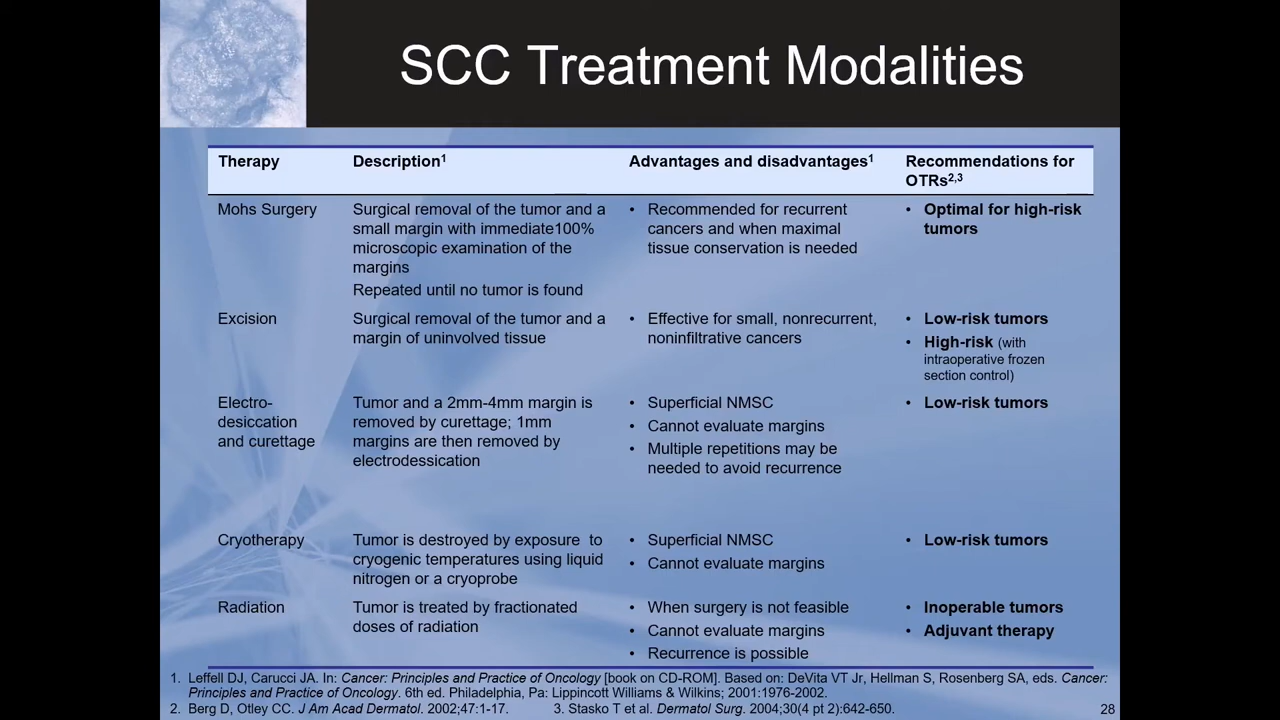 SCC Treatment Modalities
Therapy
Description1
Advantages and disadvantages1
Recommendations for
OTRs2,3
Mohs Surgery
Surgical removal of the tumor and a
small margin with immediate100%
microscopic examination of the
margins
Repeated until no tumor is found
• Recommended for recurrent
cancers and when maximal
tissue conservation is needed
• Optimal for high-risk
tumors
Excision
Surgical removal of the tumor and a
margin of uninvolved tissue
• Effective for small, nonrecurrent,
noninfiltrative cancers
• Low-risk tumors
• High-risk (with
intraoperative frozen
section control)
Electro-
desiccation
and curettage
Tumor and a 2mm-4mm margin is
removed by curettage; 1mm
margins are then removed by
electrodessication
• Superficial NMSC
• Cannot evaluate margins
• Multiple repetitions may be
needed to avoid recurrence
• Low-risk tumors
Cryotherapy
Tumor is destroyed by exposure to
cryogenic temperatures using liquid
nitrogen or a cryoprobe
• Superficial NMSC
• Cannot evaluate margins
• Low-risk tumors
Radiation
Tumor is treated by fractionated
doses of radiation
• When surgery is not feasible
• Cannot evaluate margins
• Recurrence is possible
• Inoperable tumors
• Adjuvant therapy
1. Leffell DJ, Carucci JA. In: Cancer: Principles and Practice of Oncology [book on CD-ROM]. Based on: DeVita VT Jr, Hellman S, Rosenberg SA, eds. Cancer:
Principles and Practice of Oncology. 6th ed. Philadelphia, Pa: Lippincott Williams & Wilkins; 2001:1976-2002.
2. Berg D, Otley CC. J Am Acad Dermatol. 2002;47:1-17. 3. Stasko T et al. Dermatol Surg. 2004;30(4 pt 2):642-650.
28